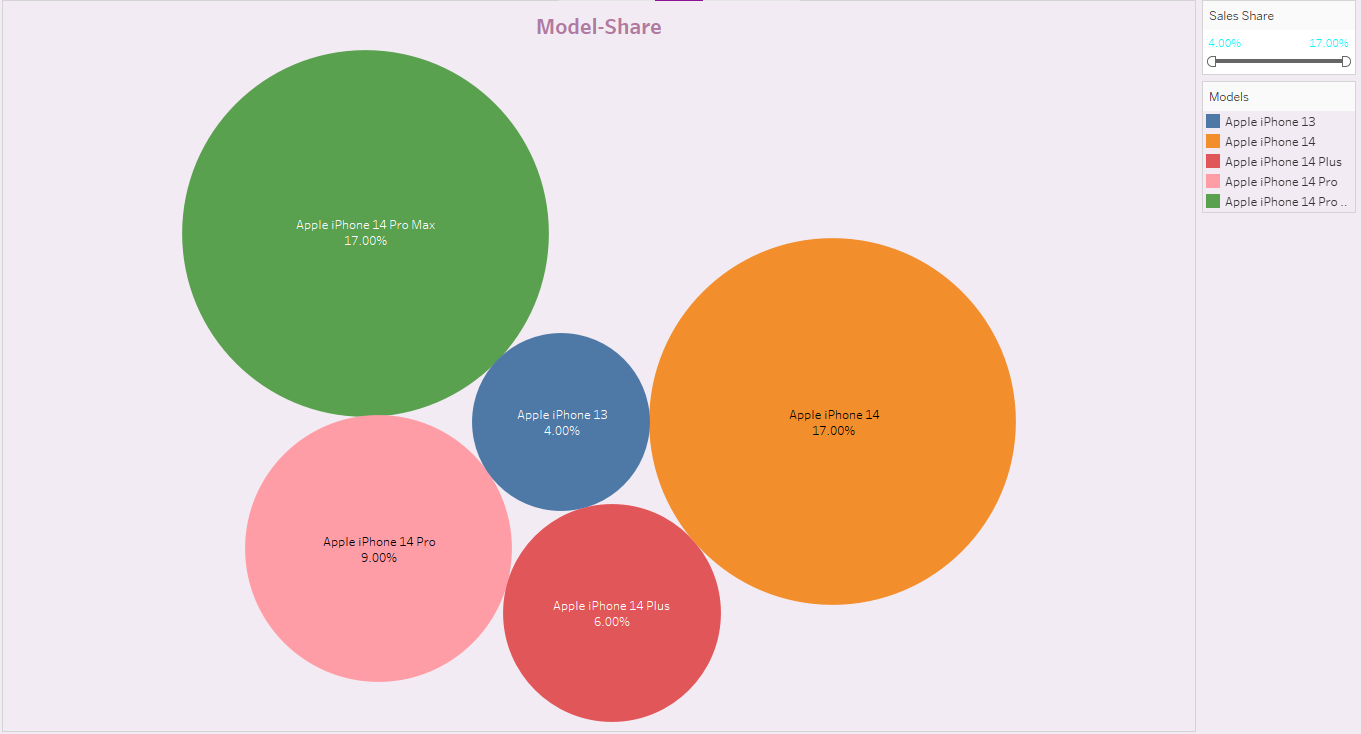 Model-Share
Apple iPhone 14 Pro Max
17.00%
Apple iPhone 13
4.00%
Apple iPhone 14
17.00%
Apple iPhone 14 Pro
9.00%
Apple iPhone 14 Plus
6.00%
Sales Share
4.00% 17.00%
Models
Apple iPhone 13
Apple iPhone 14
Apple iPhone 14 Plus
Apple iPhone 14 Pro
Apple iPhone 14 Pro ..